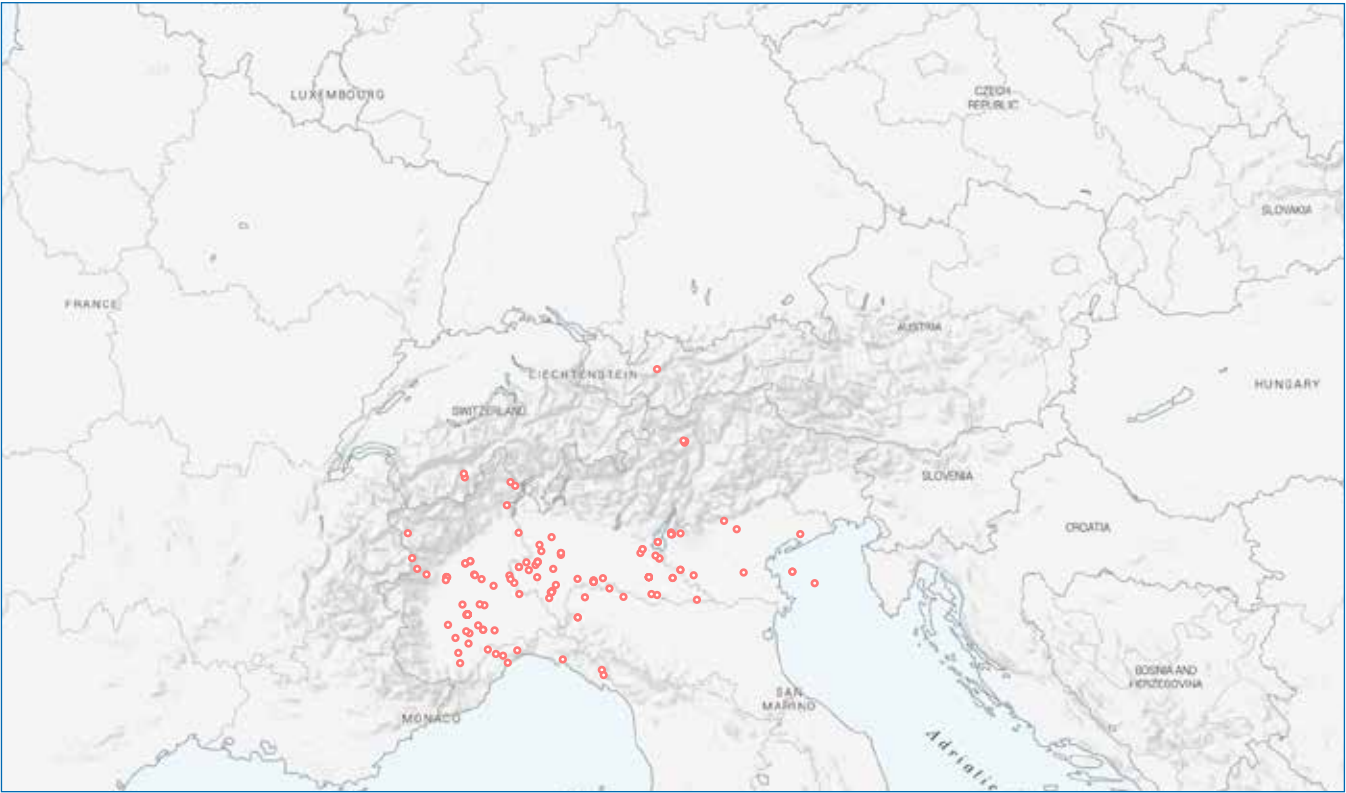 LUXEMBOURG
CZECH
REPUBLIC
SLOVAKIA
FRANCE
AUSTRIA
LIECHTENSTEIN
HUNGARY
SWITZERLAND
SLOVENIA
CROATIA
BOSNIA AND
HERZEGOVINA
SAN
MARINO
MONACO
Adriatic